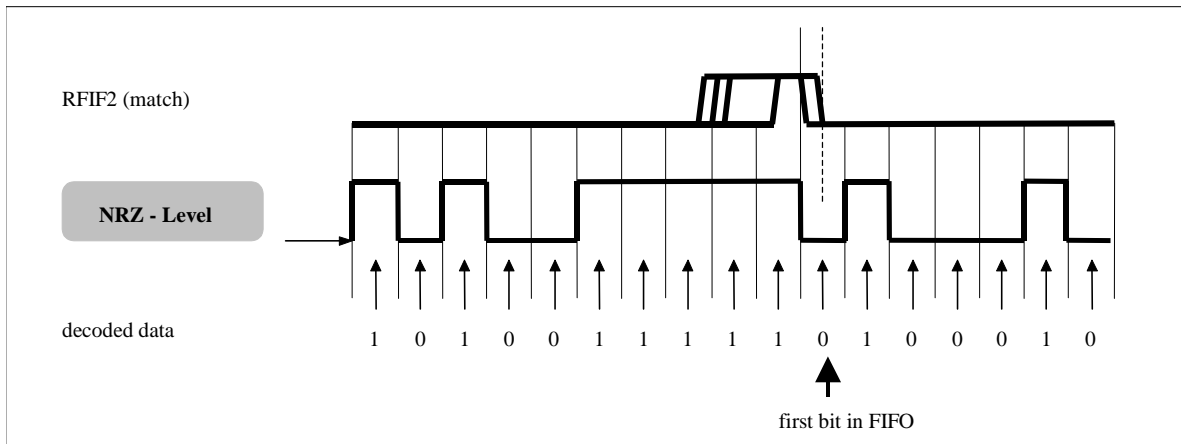 RFIF2 (match)
NRZ - Level
decoded data
1 0 1 0 0 1 1 1 1 1 0 1 0 0 0 1 0
first bit in FIFO